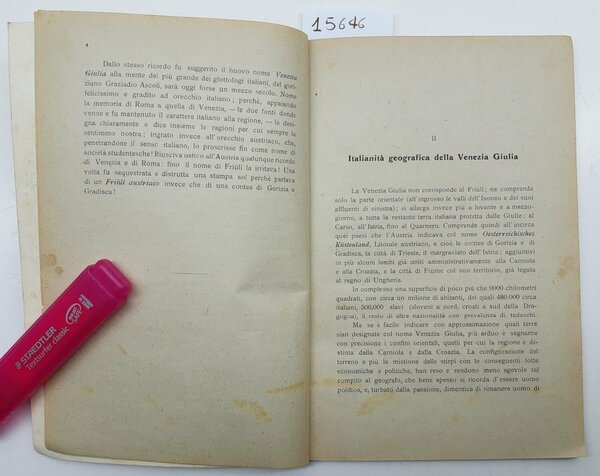 15646
4
Dallo stesso ricordo fu suggerito il nuovo nome Venezia
Giulia alla mente del più grande dei glottologi italiani, del go-
riziano Graziadio Ascoli, sarà oggi forse un mezzo secolo. Nome
felicissimo e gradito ad orecchio italiano; perchè, appaiando
la memoria di Roma a quella di Venezia, — le due fonti donde
venne e fu mantenuto il carattere italiano alla regione, — la desi-
gna chiaramente e dice insieme le ragioni per cui sempre la
sentimmo nostra; ingrato invece all'orecchio austriaco, che,
penetrandone il senso italiano, lo proscrisse fin come nome di
società studentesche! Riusciva ostico all'Austria qualunque ricordo
di Venezia e di Roma: fino il nome di Friúli la irritava! Una
volta fu sequestrata e distrutta una stampa sol perchè parlava
di un Friúli austriaco invece che di una contea di Gorizia e
Gradisca!
II
Italianità geografica della Venezia Giulia
La Venezia Giulia non corrisponde al Friúli; ne comprende
solo la parte orientale (all'ingrosso le valli dell'Isonzo e dei suoi
affluenti di sinistra); si allarga invece più a levante e a mezzo-
giorno, a tutta la restante terra italiana protetta dalle Giulie: al
Carso, all'Istria, fino al Quarnero. Comprende quindi all'incirca
quei paesi che l'Austria indicava col nome Oesterreichisches
Küstenland, Litorale austriaco, e cioè le contee di Gorizia e di
Gradisca, la città di Trieste, il margraviato dell'Istria; aggiuntivi
in più alcuni lembi già uniti amministrativamente alla Carniola
e alla Croazia, e la città di Fiume col suo territorio, già legata
al regno di Ungheria.
In complesso una superficie di poco più che 9000 chilometri
quadrati, con circa un milione di abitanti, dei quali 480.000 circa
italiani, 500.000 slavi (sloveni a nord, croati a sud della Dra-
gogna), il resto di altre nazionalità con prevalenza di tedeschi.
Ma se è facile indicare con approssimazione quali terre
sian designate col nome Venezia Giulia, più arduo è segnarne
con precisione i confini orientali, quelli per cui la regione è di-
stinta dalla Carniola e dalla Croazia. La configurazione del
terreno e più la mistione delle stirpi con le conseguenti lotte
economiche e politiche, han reso e rendono meno agevole tal
compito al geografo, che bene spesso si ricorda d'essere uomo
politico, e, turbato dalla passione, dimentica di rimanere uomo di
STAEDTLER
Textsurfer classic